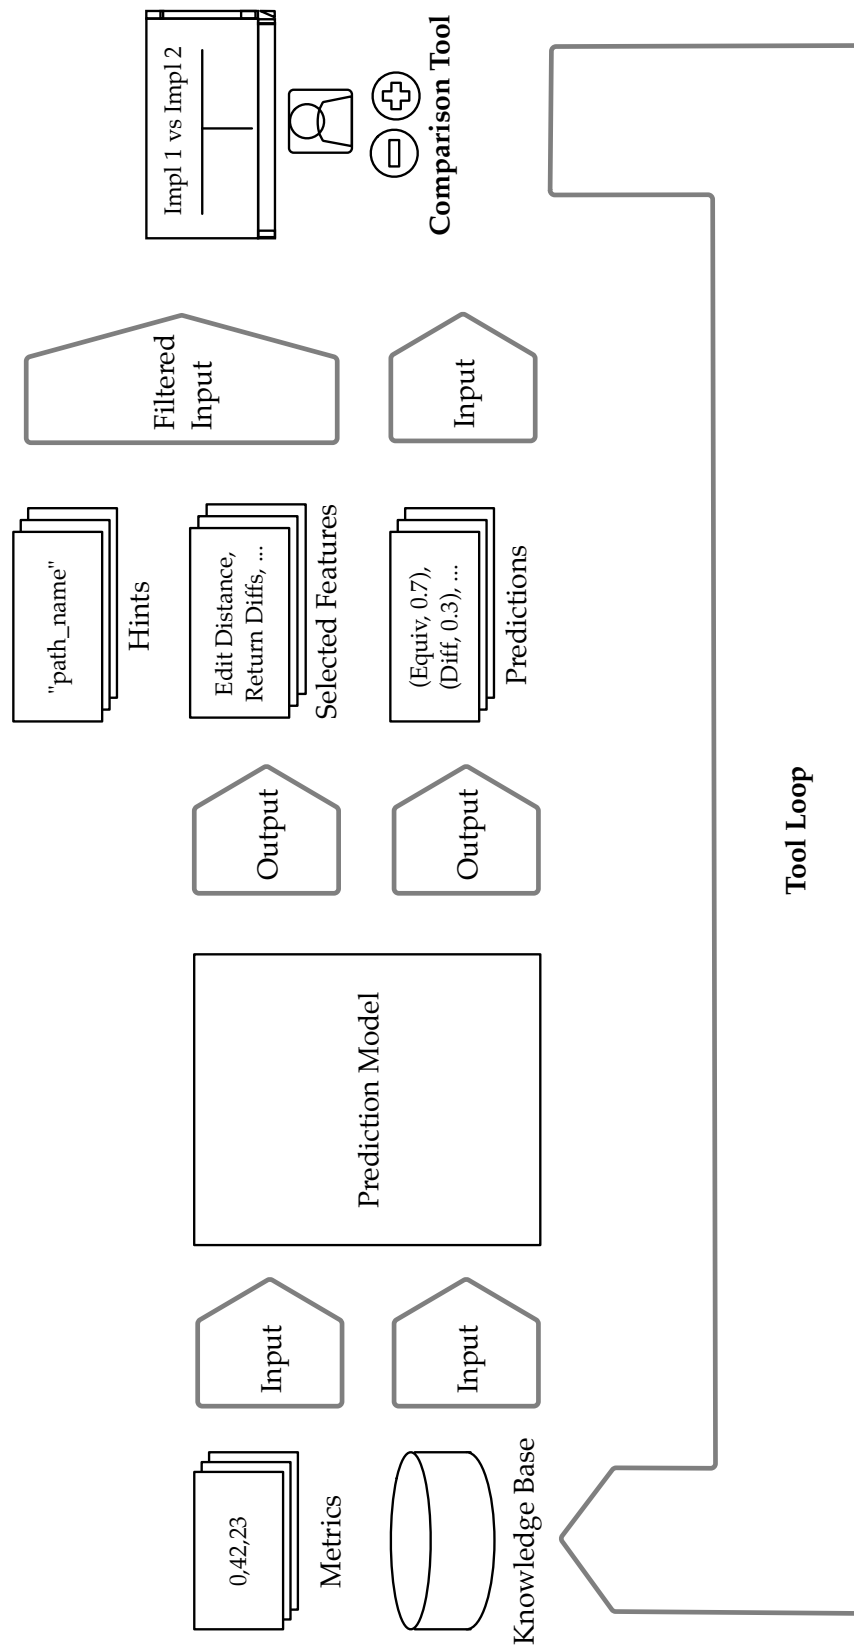 0,42,23
Metrics
Knowledge Base
Input
Input
Prediction Model
Output
Output
"path_name"
Hints
Edit Distance,
Return Diffs, ...
Selected Features
(Equiv, 0.7),
(Diff, 0.3), ...
Predictions
Filtered
Input
Input
Impl 1 vs Impl 2
Comparison Tool
Tool Loop